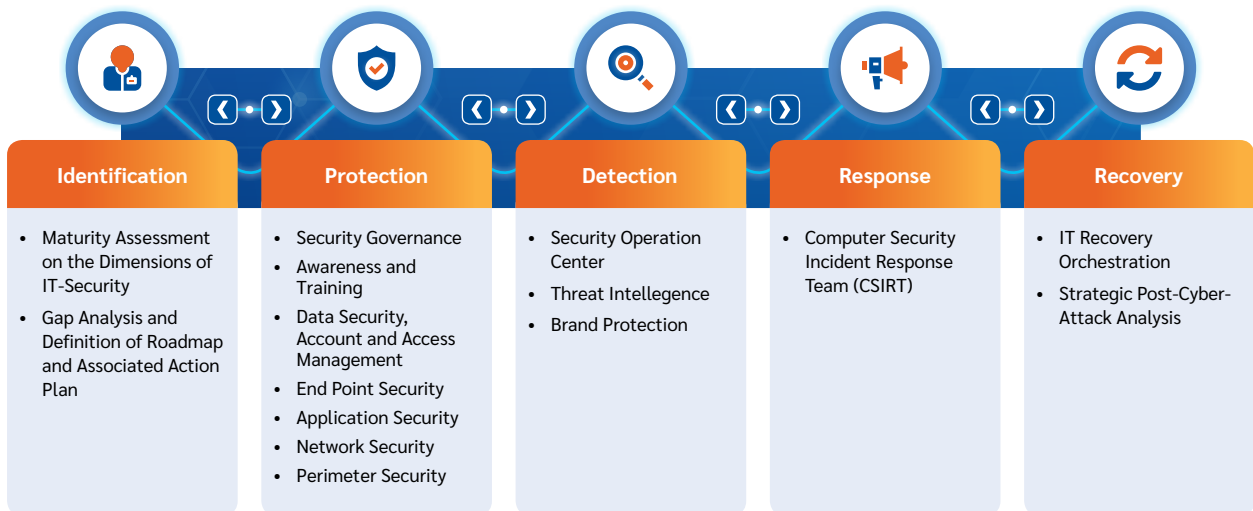 Identification
• Maturity Assessment
on the Dimensions of
IT-Security
• Gap Analysis and
Definition of Roadmap
and Associated Action
Plan
Protection
• Security Governance
• Awareness and
Training
• Data Security,
Account and Access
Management
• End Point Security
• Application Security
• Network Security
• Perimeter Security
Detection
• Security Operation
Center
• Threat Intellegence
• Brand Protection
Response
• Computer Security
Incident Response
Team (CSIRT)
Recovery
• IT Recovery
Orchestration
• Strategic Post-Cyber-
Attack Analysis